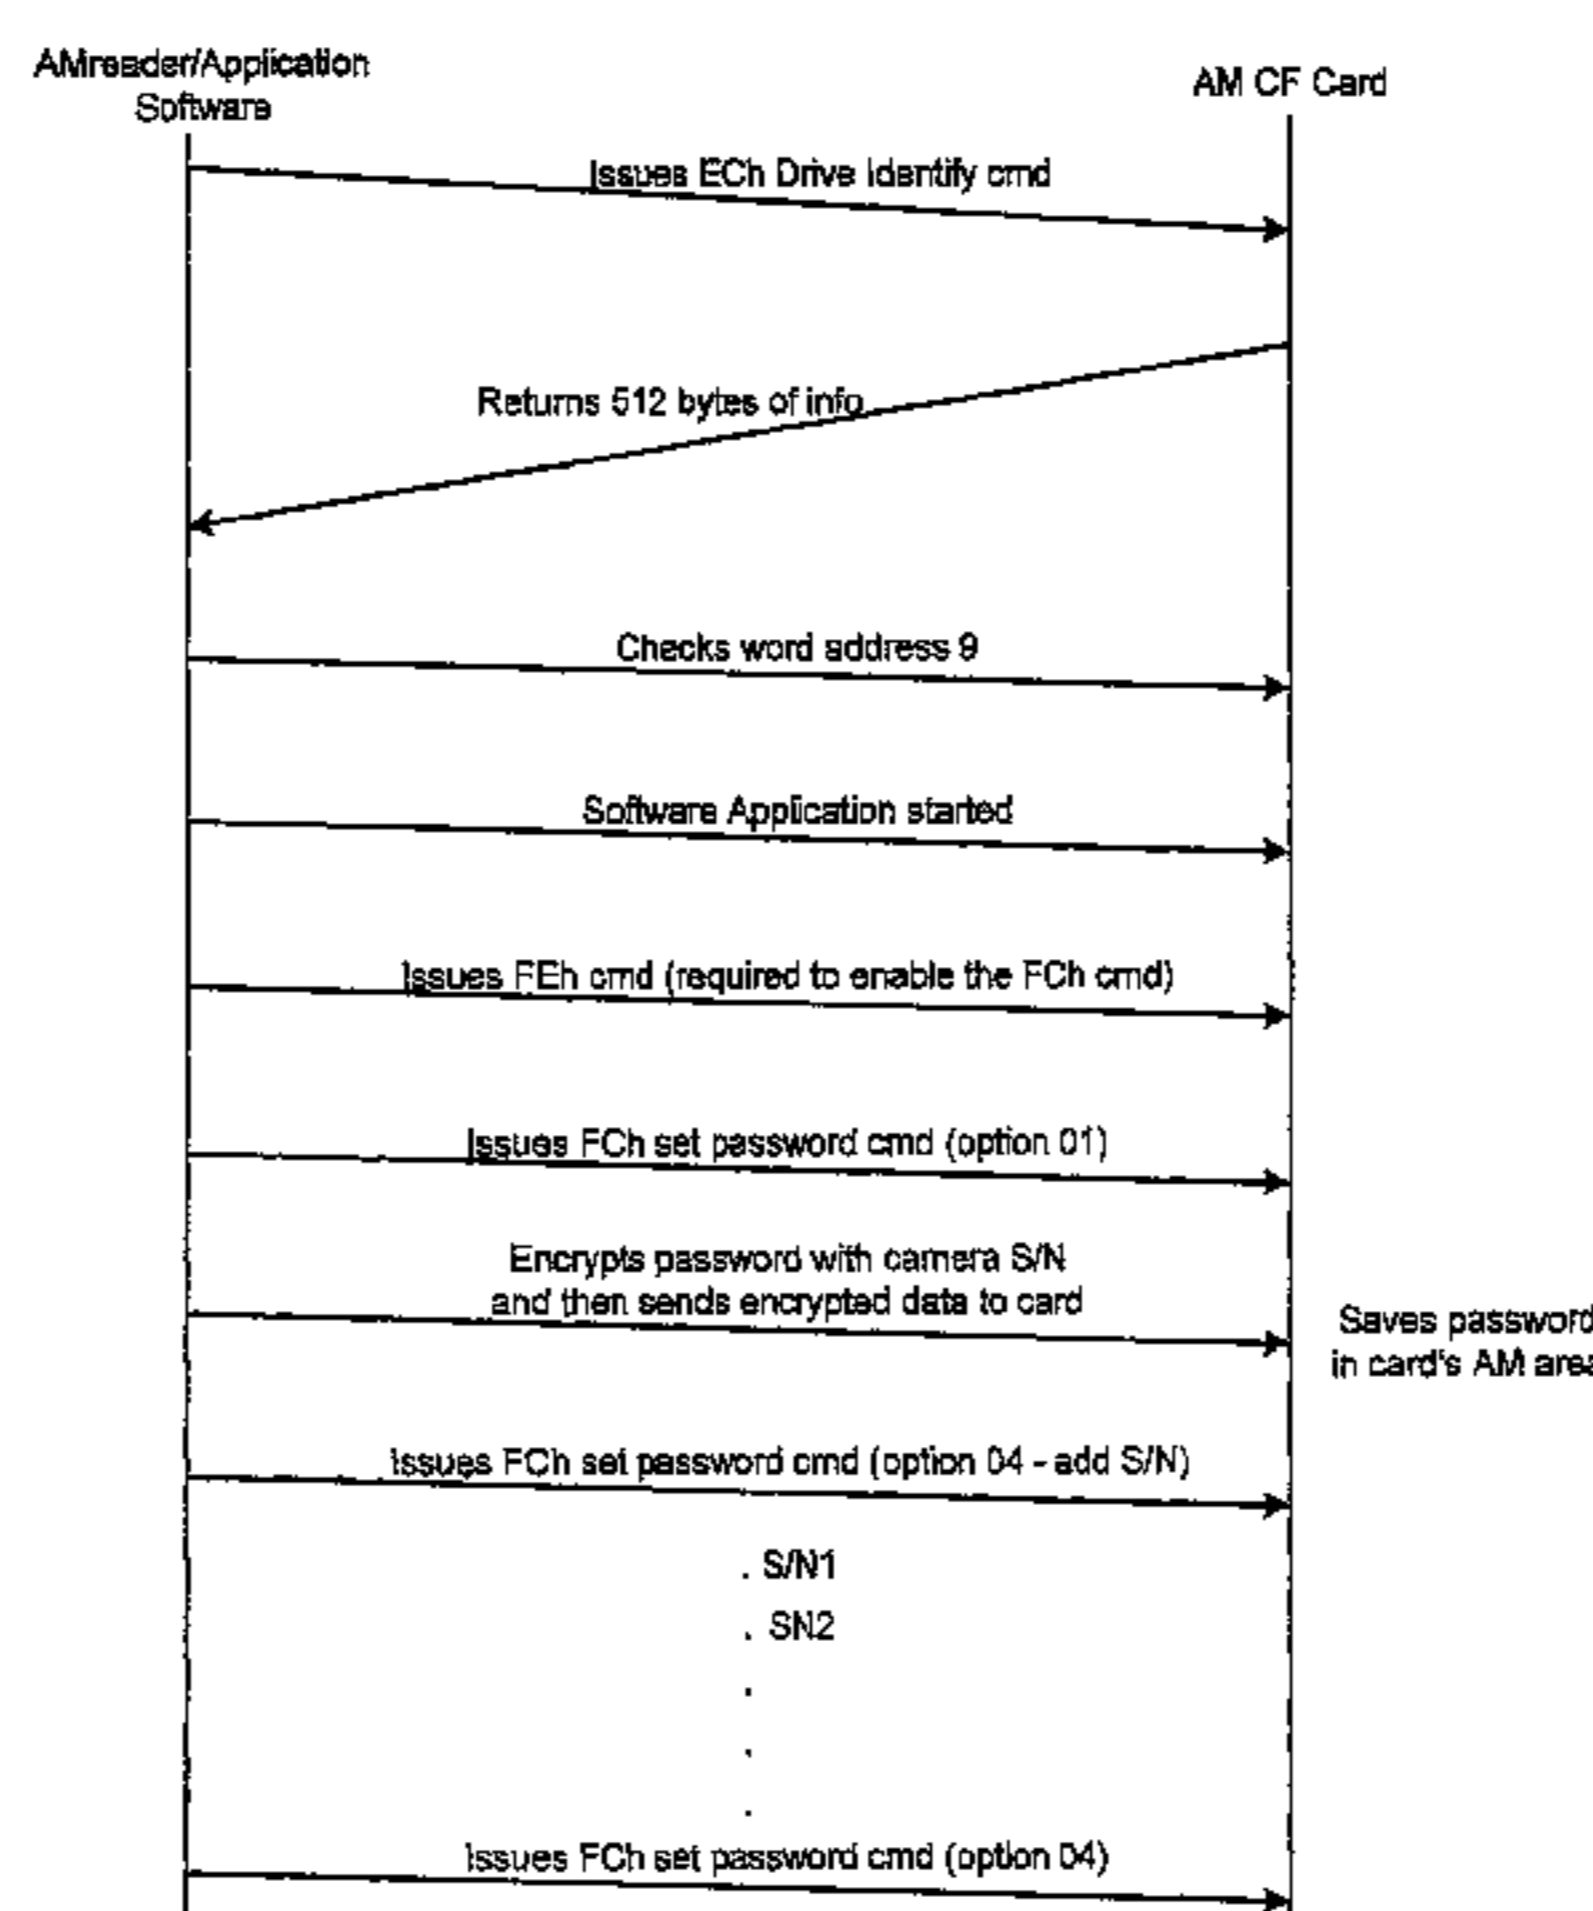 AMreader/Application
Software
AM CF Card
Issues ECh Drive Identify cmd
Returns 512 bytes of info
Checks word address 9
Software Application started
Issues FEh cmd (required to enable the FCh cmd)
Issues FCh set password cmd (option 01)
Encrypts password with camera S/N
and then sends encrypted data to card
Saves password
in card's AM area
Issues FCh set password cmd (option 04 - add S/N)
. S/N1
. SN2
.
.
.
Issues FCh set password cmd (option 04)